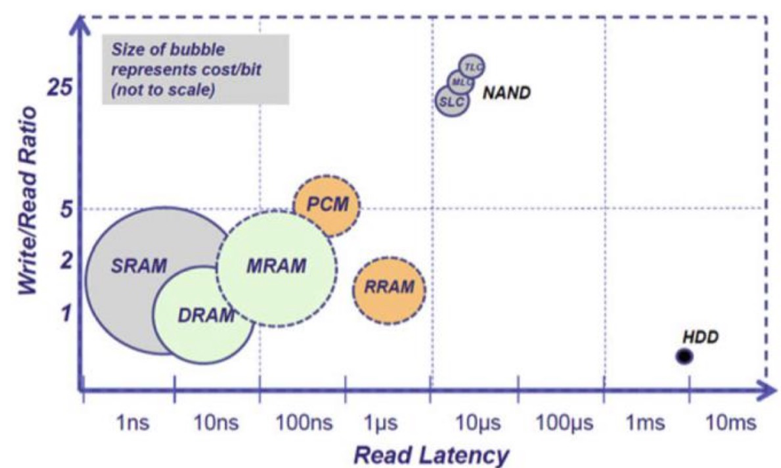 Size of bubble
represents cost/bit
(not to scale)
25
5
2
1
Write/Read Ratio
TLC
MLC
SLC
NAND
PCM
SRAM
MRAM
RRAM
DRAM
HDD
1ns 10ns 100ns 1µs 10µs 100µs 1ms 10ms
Read Latency